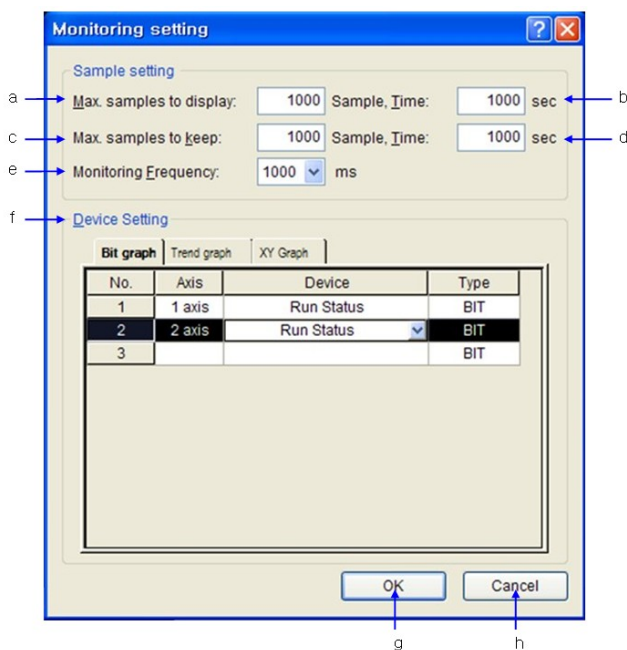 Monitoring setting
Sample setting
a Max. samples to display: 1000 Sample, Time: 1000 sec b
c Max. samples to keep: 1000 Sample, Time: 1000 sec d
e Monitoring Frequency: 1000 ms
f Device Setting
Bit graph Trend graph XY Graph
No. Axis Device Type
1 1 axis Run Status BIT
2 2 axis Run Status BIT
3 BIT
OK Cancel
g h